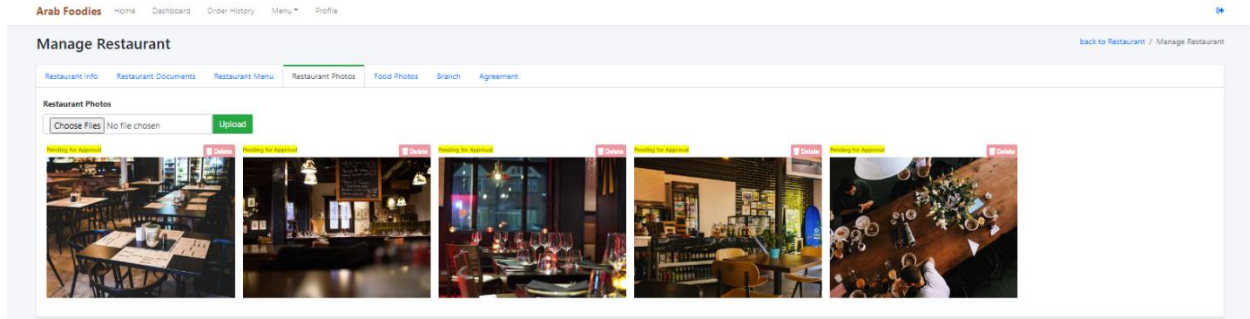 Arab Foodies Home Dashboard Order History Menu Profile
Manage Restaurant
back to Restaurant / Manage Restaurant
Restaurant Info Restaurant Documents Restaurant Menu Restaurant Photos Food Photos Branch Agreement
Restaurant Photos
Choose Files No file chosen Upload
Pending for Approval Delete Pending for Approval Delete Pending for Approval Delete Pending for Approval Delete Pending for Approval Delete